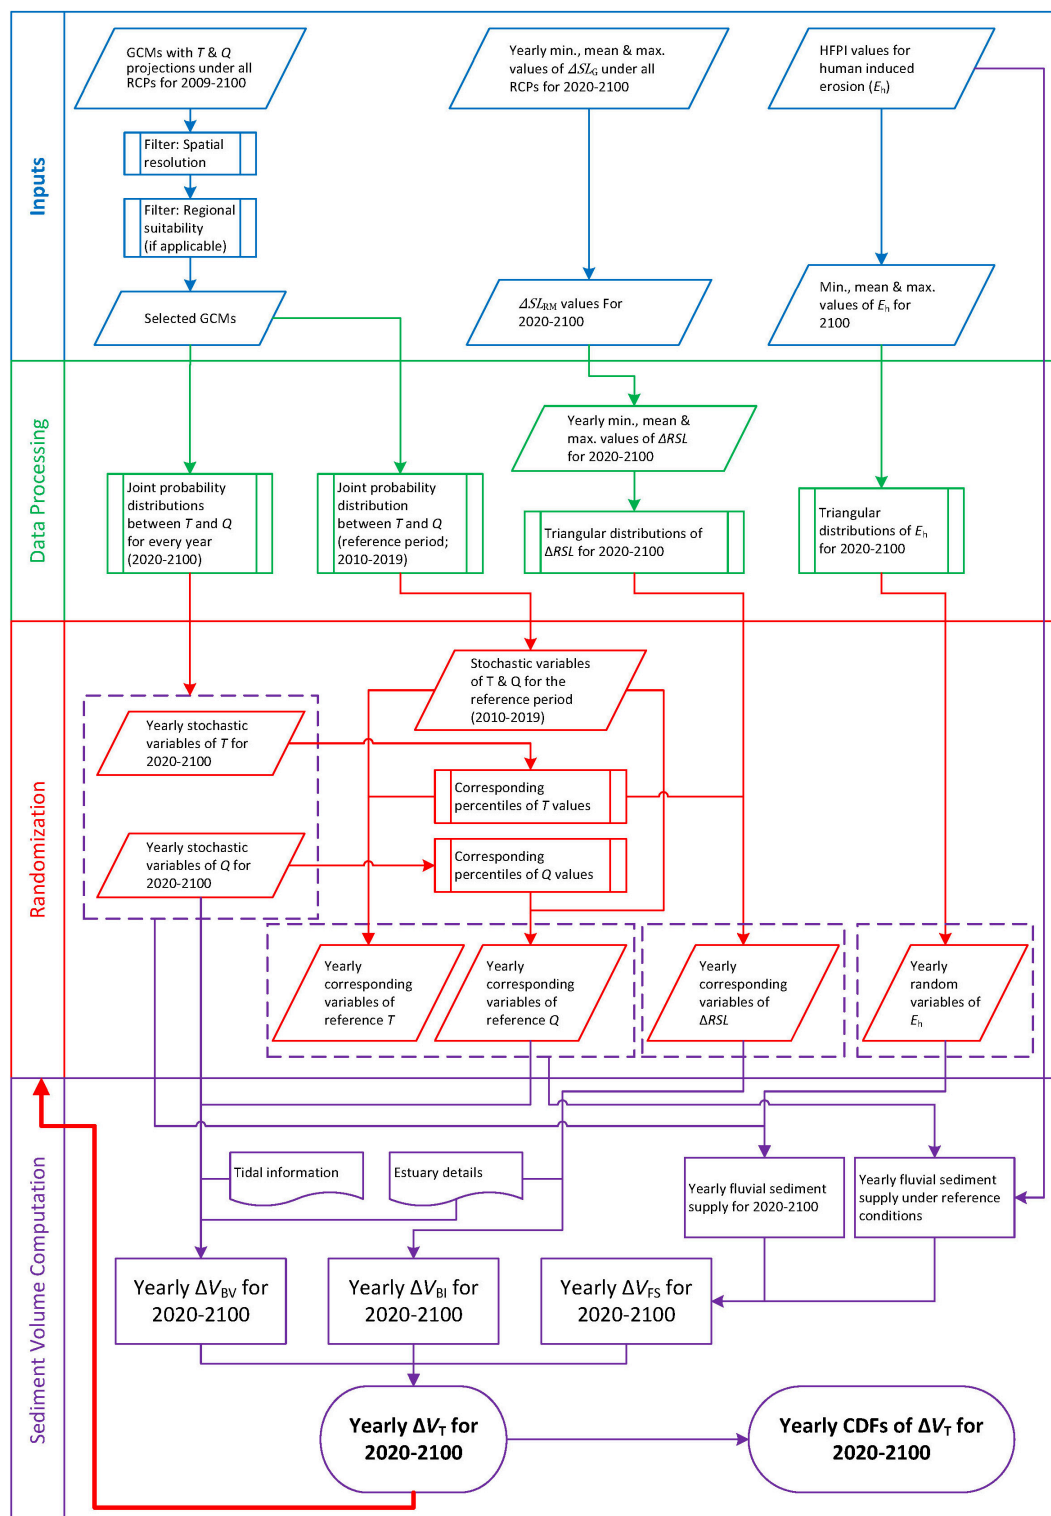 Inputs
GCMs with T & Q
projections under all
RCPs for 2009-2100
Yearly min., mean & max.
values of ΔSLG under all
RCPs for 2020-2100
HFPI values for
human induced
erosion (Eh)
Filter: Spatial
resolution
Filter: Regional
suitability
(if applicable)
Selected GCMs
ΔSLRM values For
2020-2100
Min., mean & max.
values of Eh for
2100
Data Processing
Yearly min., mean &
max. values of ΔRSL
for 2020-2100
Joint probability
distributions
between T and Q
for every year
(2020-2100)
Joint probability
distribution
between T and Q
(reference period;
2010-2019)
Triangular distributions of
ΔRSL for 2020-2100
Triangular
distributions of Eh
for 2020-2100
Randomization
Stochastic variables
of T & Q for the
reference period
(2010-2019)
Yearly stochastic
variables of T for
2020-2100
Corresponding
percentiles of T values
Yearly stochastic
variables of Q for
2020-2100
Corresponding
percentiles of Q values
Yearly
corresponding
variables of
reference T
Yearly
corresponding
variables of
reference Q
Yearly
corresponding
variables of
ΔRSL
Yearly
random
variables of
Eh
Sediment Volume Computation
Tidal information
Estuary details
Yearly fluvial sediment
supply for 2020-2100
Yearly fluvial sediment
supply under reference
conditions
Yearly ΔVBV for
2020-2100
Yearly ΔVBI for
2020-2100
Yearly ΔVFS for
2020-2100
Yearly ΔVT for
2020-2100
Yearly CDFs of ΔVT for
2020-2100